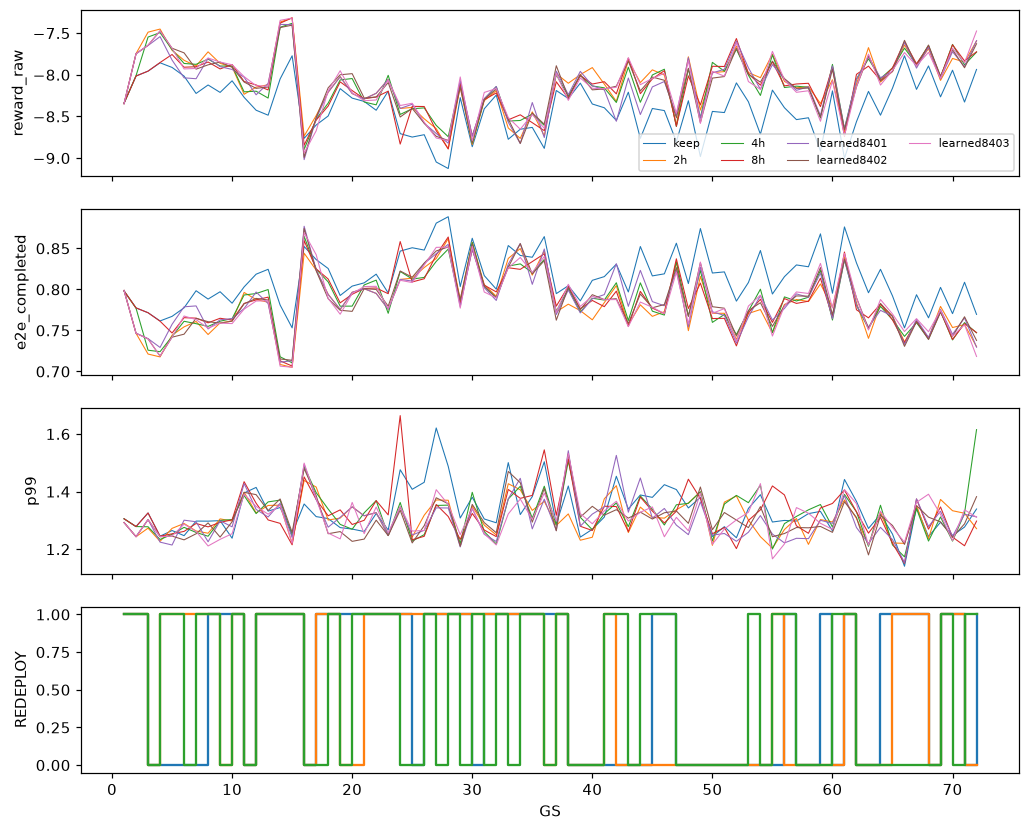 −7.5
−8.0
−8.5
−9.0
reward_raw
keep 4h learned8401 learned8403
2h 8h learned8402
0.85
0.80
0.75
0.70
e2e_completed
1.6
1.4
1.2
p99
1.00
0.75
0.50
0.25
0.00
REDEPLOY
0 10 20 30 40 50 60 70
GS